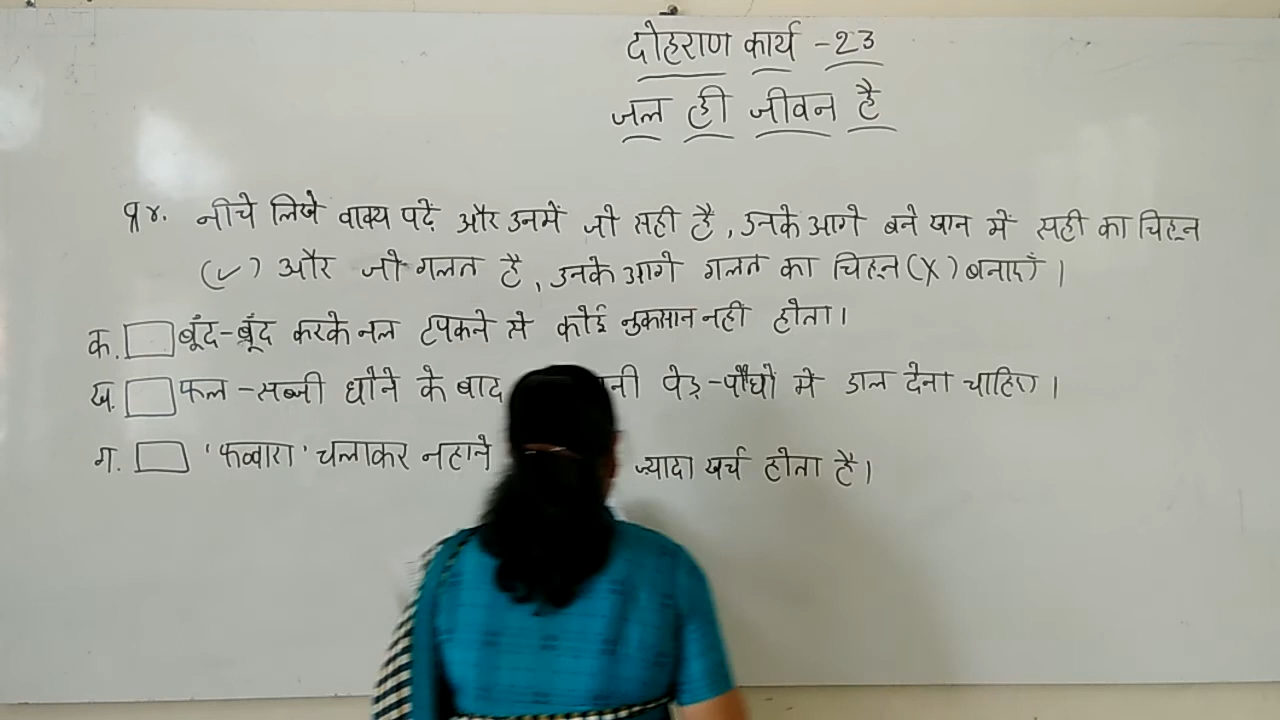 दोहराण कार्य -23
जल ही जीवन है
प्र४. नीचे लिखे वाक्य पढ़ें और उनमें जो सही है, उनके आगे बने खान में सही का चिह्न
(✓) और जो गलत है, उनके आगे गलत का चिह्न (X) बनाएँ।
क. बूँद-बूँद करके नल टपकने से कोई नुकसान नहीं होता।
ख. फल-सब्जी धोने के बाद पेड़-पौधों में डाल देना चाहिए।
ग. 'फव्वारा' चलाकर नहाने ज़्यादा खर्च होता है।